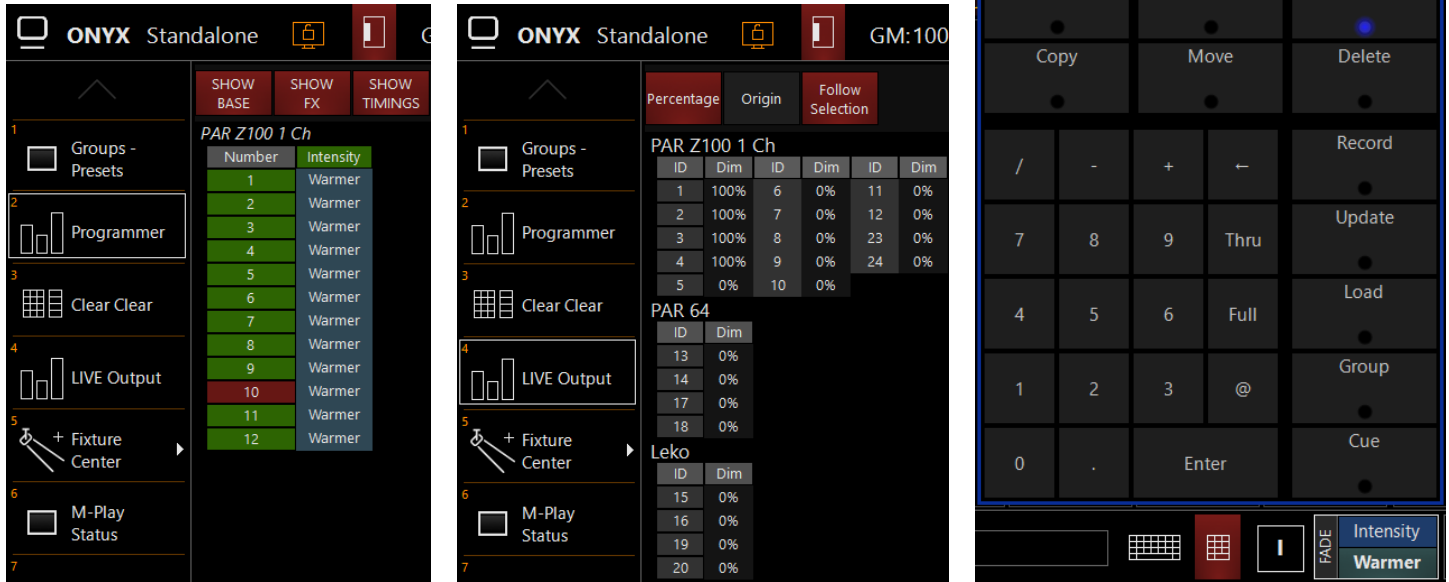 ONYX Standalone
G
SHOW BASE SHOW FX SHOW TIMINGS
1
Groups - Presets
2
Programmer
3
Clear Clear
4
LIVE Output
5
Fixture Center
6
M-Play Status
7
PAR Z100 1 Ch
Number Intensity
1 Warmer
2 Warmer
3 Warmer
4 Warmer
5 Warmer
6 Warmer
7 Warmer
8 Warmer
9 Warmer
10 Warmer
11 Warmer
12 Warmer
ONYX Standalone
GM:100
Percentage Origin Follow Selection
1
Groups - Presets
2
Programmer
3
Clear Clear
4
LIVE Output
5
Fixture Center
6
M-Play Status
7
PAR Z100 1 Ch
ID Dim ID Dim ID Dim
1 100% 6 0% 11 0%
2 100% 7 0% 12 0%
3 100% 8 0% 23 0%
4 100% 9 0% 24 0%
5 0% 10 0%
PAR 64
ID Dim
13 0%
14 0%
17 0%
18 0%
Leko
ID Dim
15 0%
16 0%
19 0%
20 0%
Copy Move Delete
/ - + ← Record
7 8 9 Thru Update
4 5 6 Full Load
1 2 3 @ Group
0 . Enter Cue
I
FADE
Intensity
Warmer